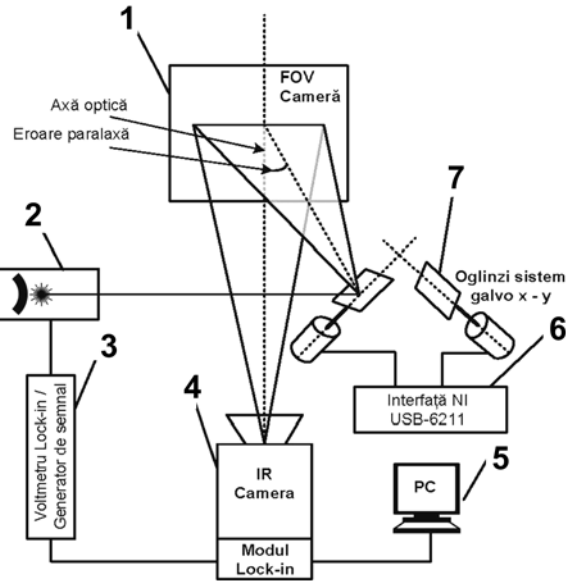 1
FOV
Cameră
Axă optică
Eroare paralaxă
2
7
Oglinzi sistem
galvo x - y
3
6
Voltmetru Lock-in /
Generator de semnal
Interfață NI
USB-6211
4
5
IR
Camera
PC
Modul
Lock-in